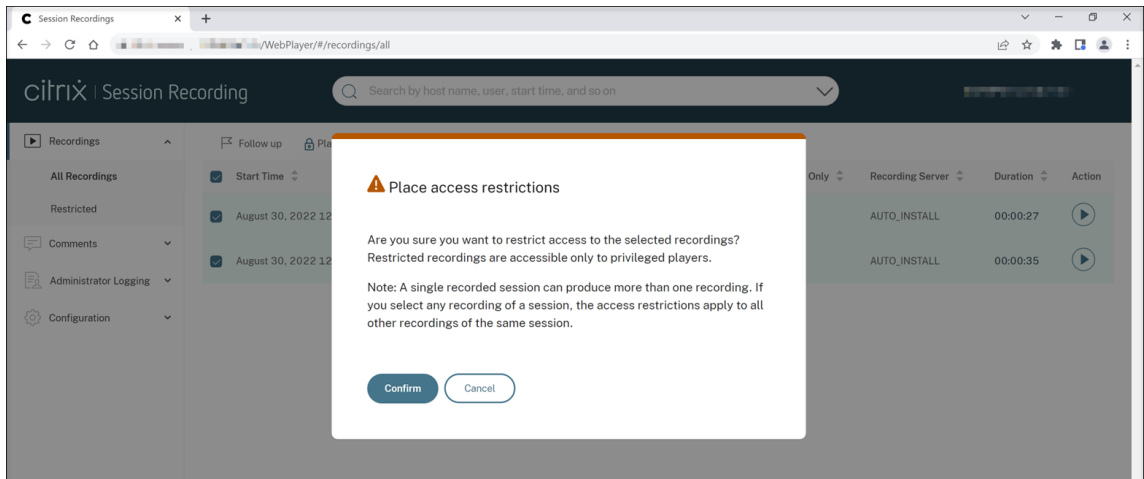 Session Recordings
/WebPlayer/#/recordings/all
citrix | Session Recording
Search by host name, user, start time, and so on
Recordings
All Recordings
Restricted
Comments
Administrator Logging
Configuration
Follow up
Start Time Only Recording Server Duration Action
August 30, 2022 12 AUTO_INSTALL 00:00:27
August 30, 2022 12 AUTO_INSTALL 00:00:35
Place access restrictions
Are you sure you want to restrict access to the selected recordings?
Restricted recordings are accessible only to privileged players.
Note: A single recorded session can produce more than one recording. If
you select any recording of a session, the access restrictions apply to all
other recordings of the same session.
Confirm
Cancel